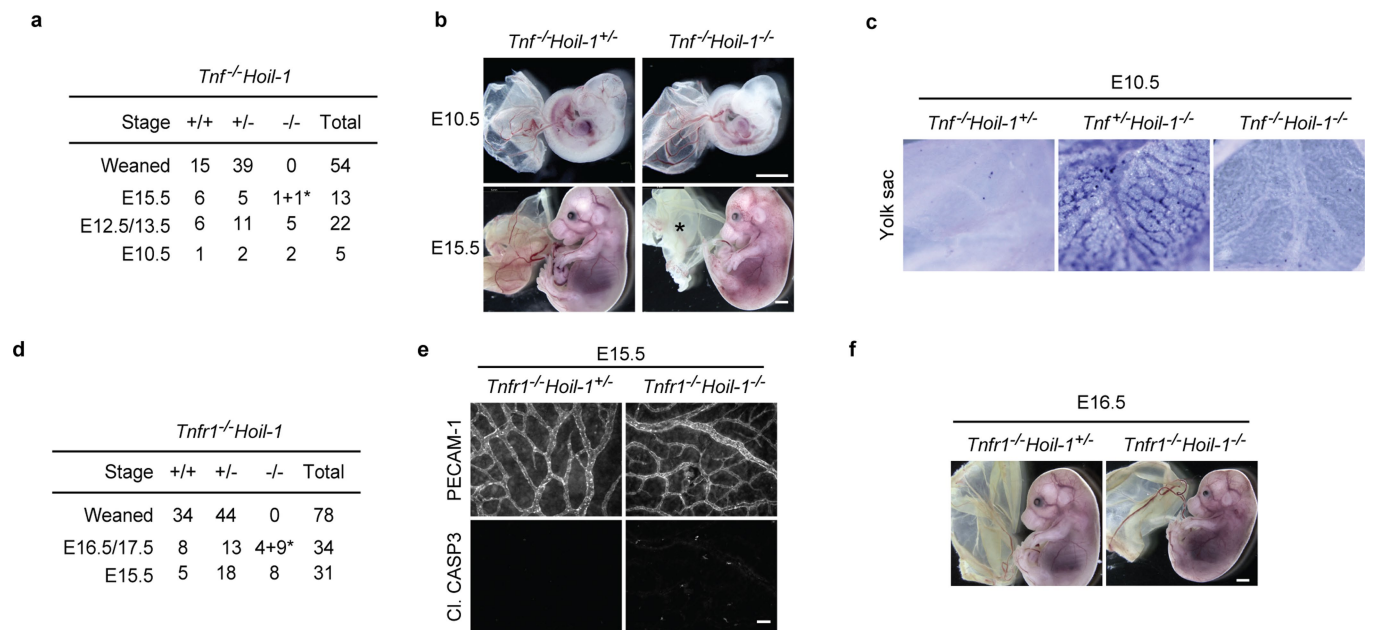 a
Tnf-/-Hoil-1
Stage +/+ +/- -/- Total
Weaned 15 39 0 54
E15.5 6 5 1+1* 13
E12.5/13.5 6 11 5 22
E10.5 1 2 2 5
b
Tnf-/-Hoil-1+/- Tnf-/-Hoil-1-/-
E10.5
E15.5
*
c
E10.5
Tnf-/-Hoil-1+/- Tnf+/-Hoil-1-/- Tnf-/-Hoil-1-/-
Yolk sac
d
Tnfr1-/-Hoil-1
Stage +/+ +/- -/- Total
Weaned 34 44 0 78
E16.5/17.5 8 13 4+9* 34
E15.5 5 18 8 31
e
E15.5
Tnfr1-/-Hoil-1+/- Tnfr1-/-Hoil-1-/-
PECAM-1
Cl. CASP3
f
E16.5
Tnfr1-/-Hoil-1+/- Tnfr1-/-Hoil-1-/-